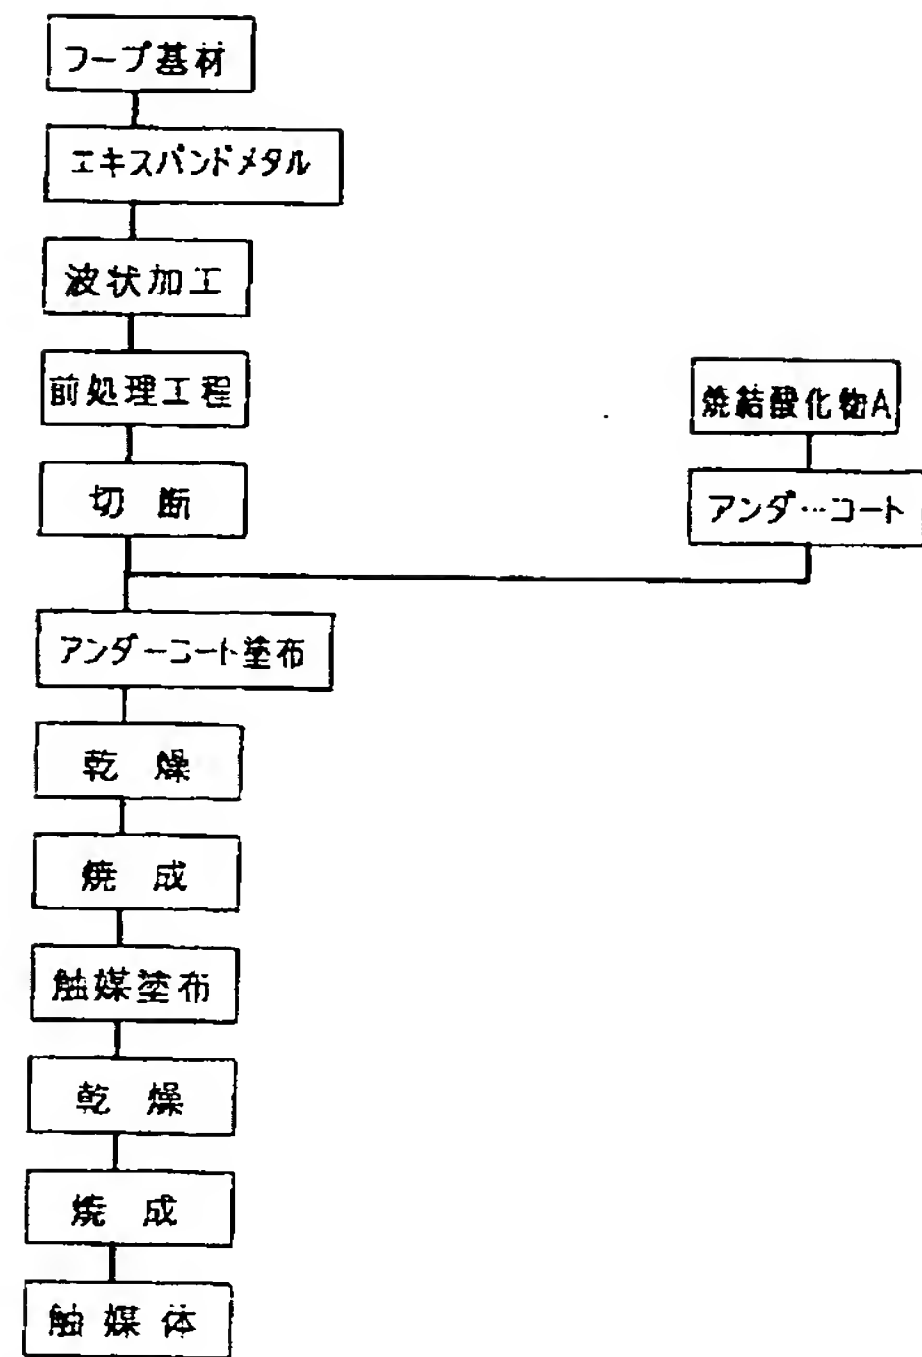 フープ基材
エキスパンドメタル
波状加工
前処理工程
焼結酸化物A
切断
アンダ…コート
アンダーコート塗布
乾燥
焼成
触媒塗布
乾燥
焼成
触媒体